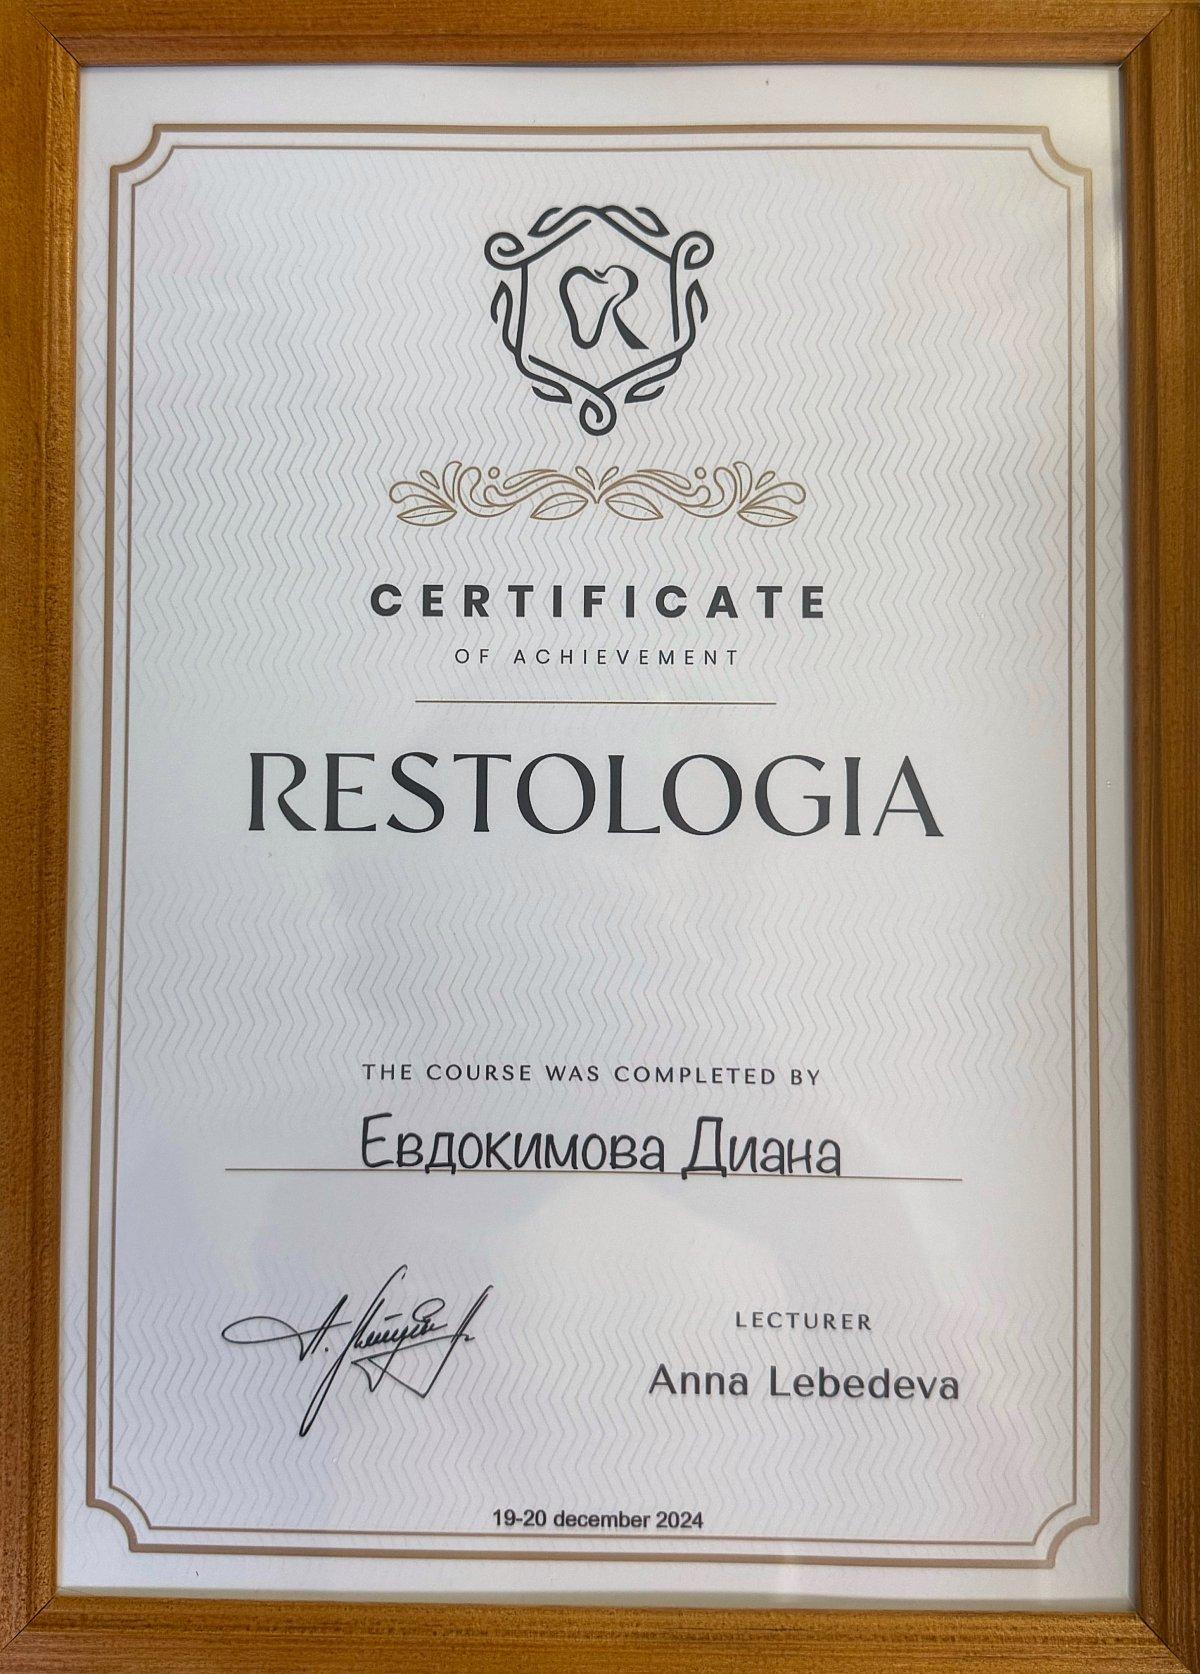 CERTIFICATE
OF ACHIEVEMENT
RESTOLOGIA
THE COURSE WAS COMPLETED BY
Евдокимова Диана
LECTURER
Anna Lebedeva
19-20 december 2024